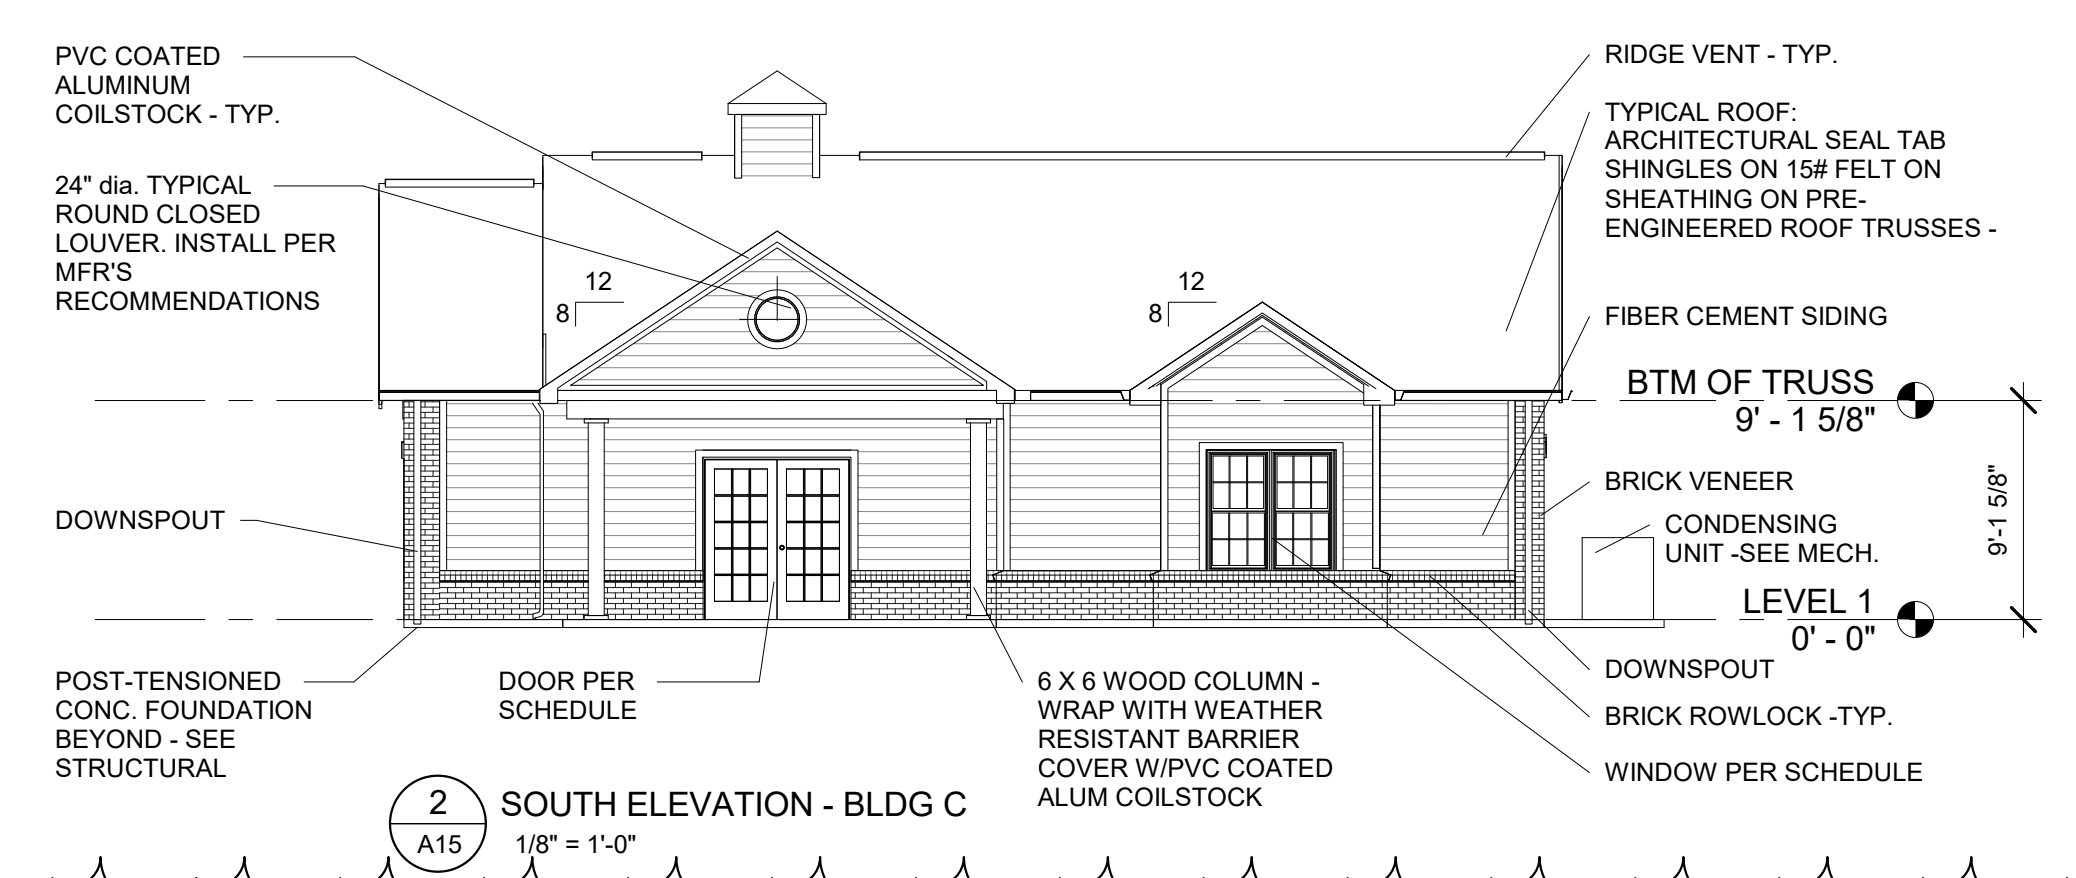 PVC COATED
ALUMINUM
COILSTOCK - TYP.
24" dia. TYPICAL
ROUND CLOSED
LOUVER. INSTALL PER
MFR'S
RECOMMENDATIONS
DOWNSPOUT
POST-TENSIONED
CONC. FOUNDATION
BEYOND - SEE
STRUCTURAL
12
8
12
8
DOOR PER
SCHEDULE
6 X 6 WOOD COLUMN -
WRAP WITH WEATHER
RESISTANT BARRIER
COVER W/PVC COATED
ALUM COILSTOCK
RIDGE VENT - TYP.
TYPICAL ROOF:
ARCHITECTURAL SEAL TAB
SHINGLES ON 15# FELT ON
SHEATHING ON PRE-
ENGINEERED ROOF TRUSSES -
FIBER CEMENT SIDING
BTM OF TRUSS
9' - 1 5/8"
BRICK VENEER
CONDENSING
UNIT -SEE MECH.
9'-1 5/8"
LEVEL 1
0' - 0"
DOWNSPOUT
BRICK ROWLOCK -TYP.
WINDOW PER SCHEDULE
2
A15
SOUTH ELEVATION - BLDG C
1/8" = 1'-0"